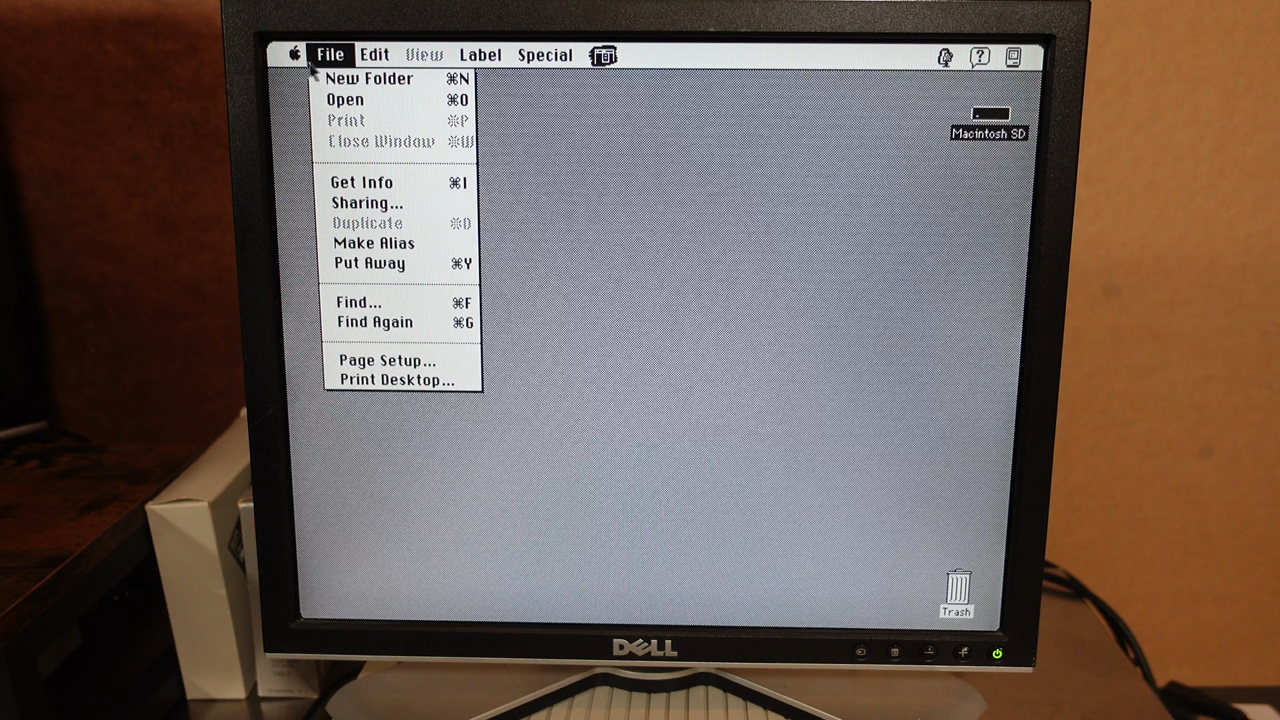 File Edit View Label Special
New Folder ⌘N
Open ⌘O
Print ⌘P
Close Window ⌘W
Get Info ⌘I
Sharing...
Duplicate ⌘D
Make Alias
Put Away ⌘Y
Find... ⌘F
Find Again ⌘G
Page Setup...
Print Desktop...
Macintosh SD
Trash
DELL